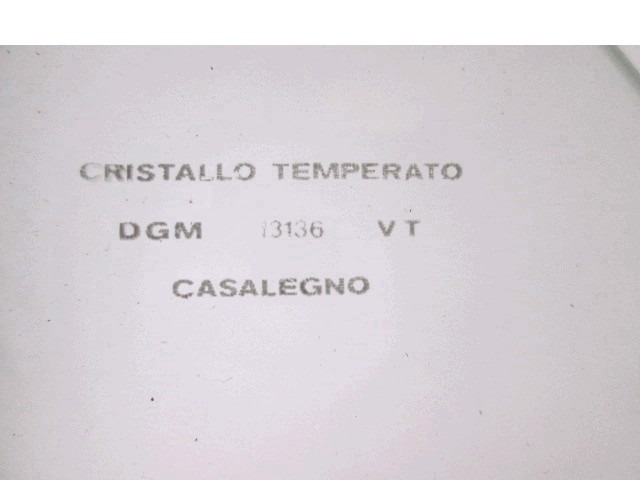 CRISTALLO TEMPERATO
DGM 13136 VT
CASALEGNO